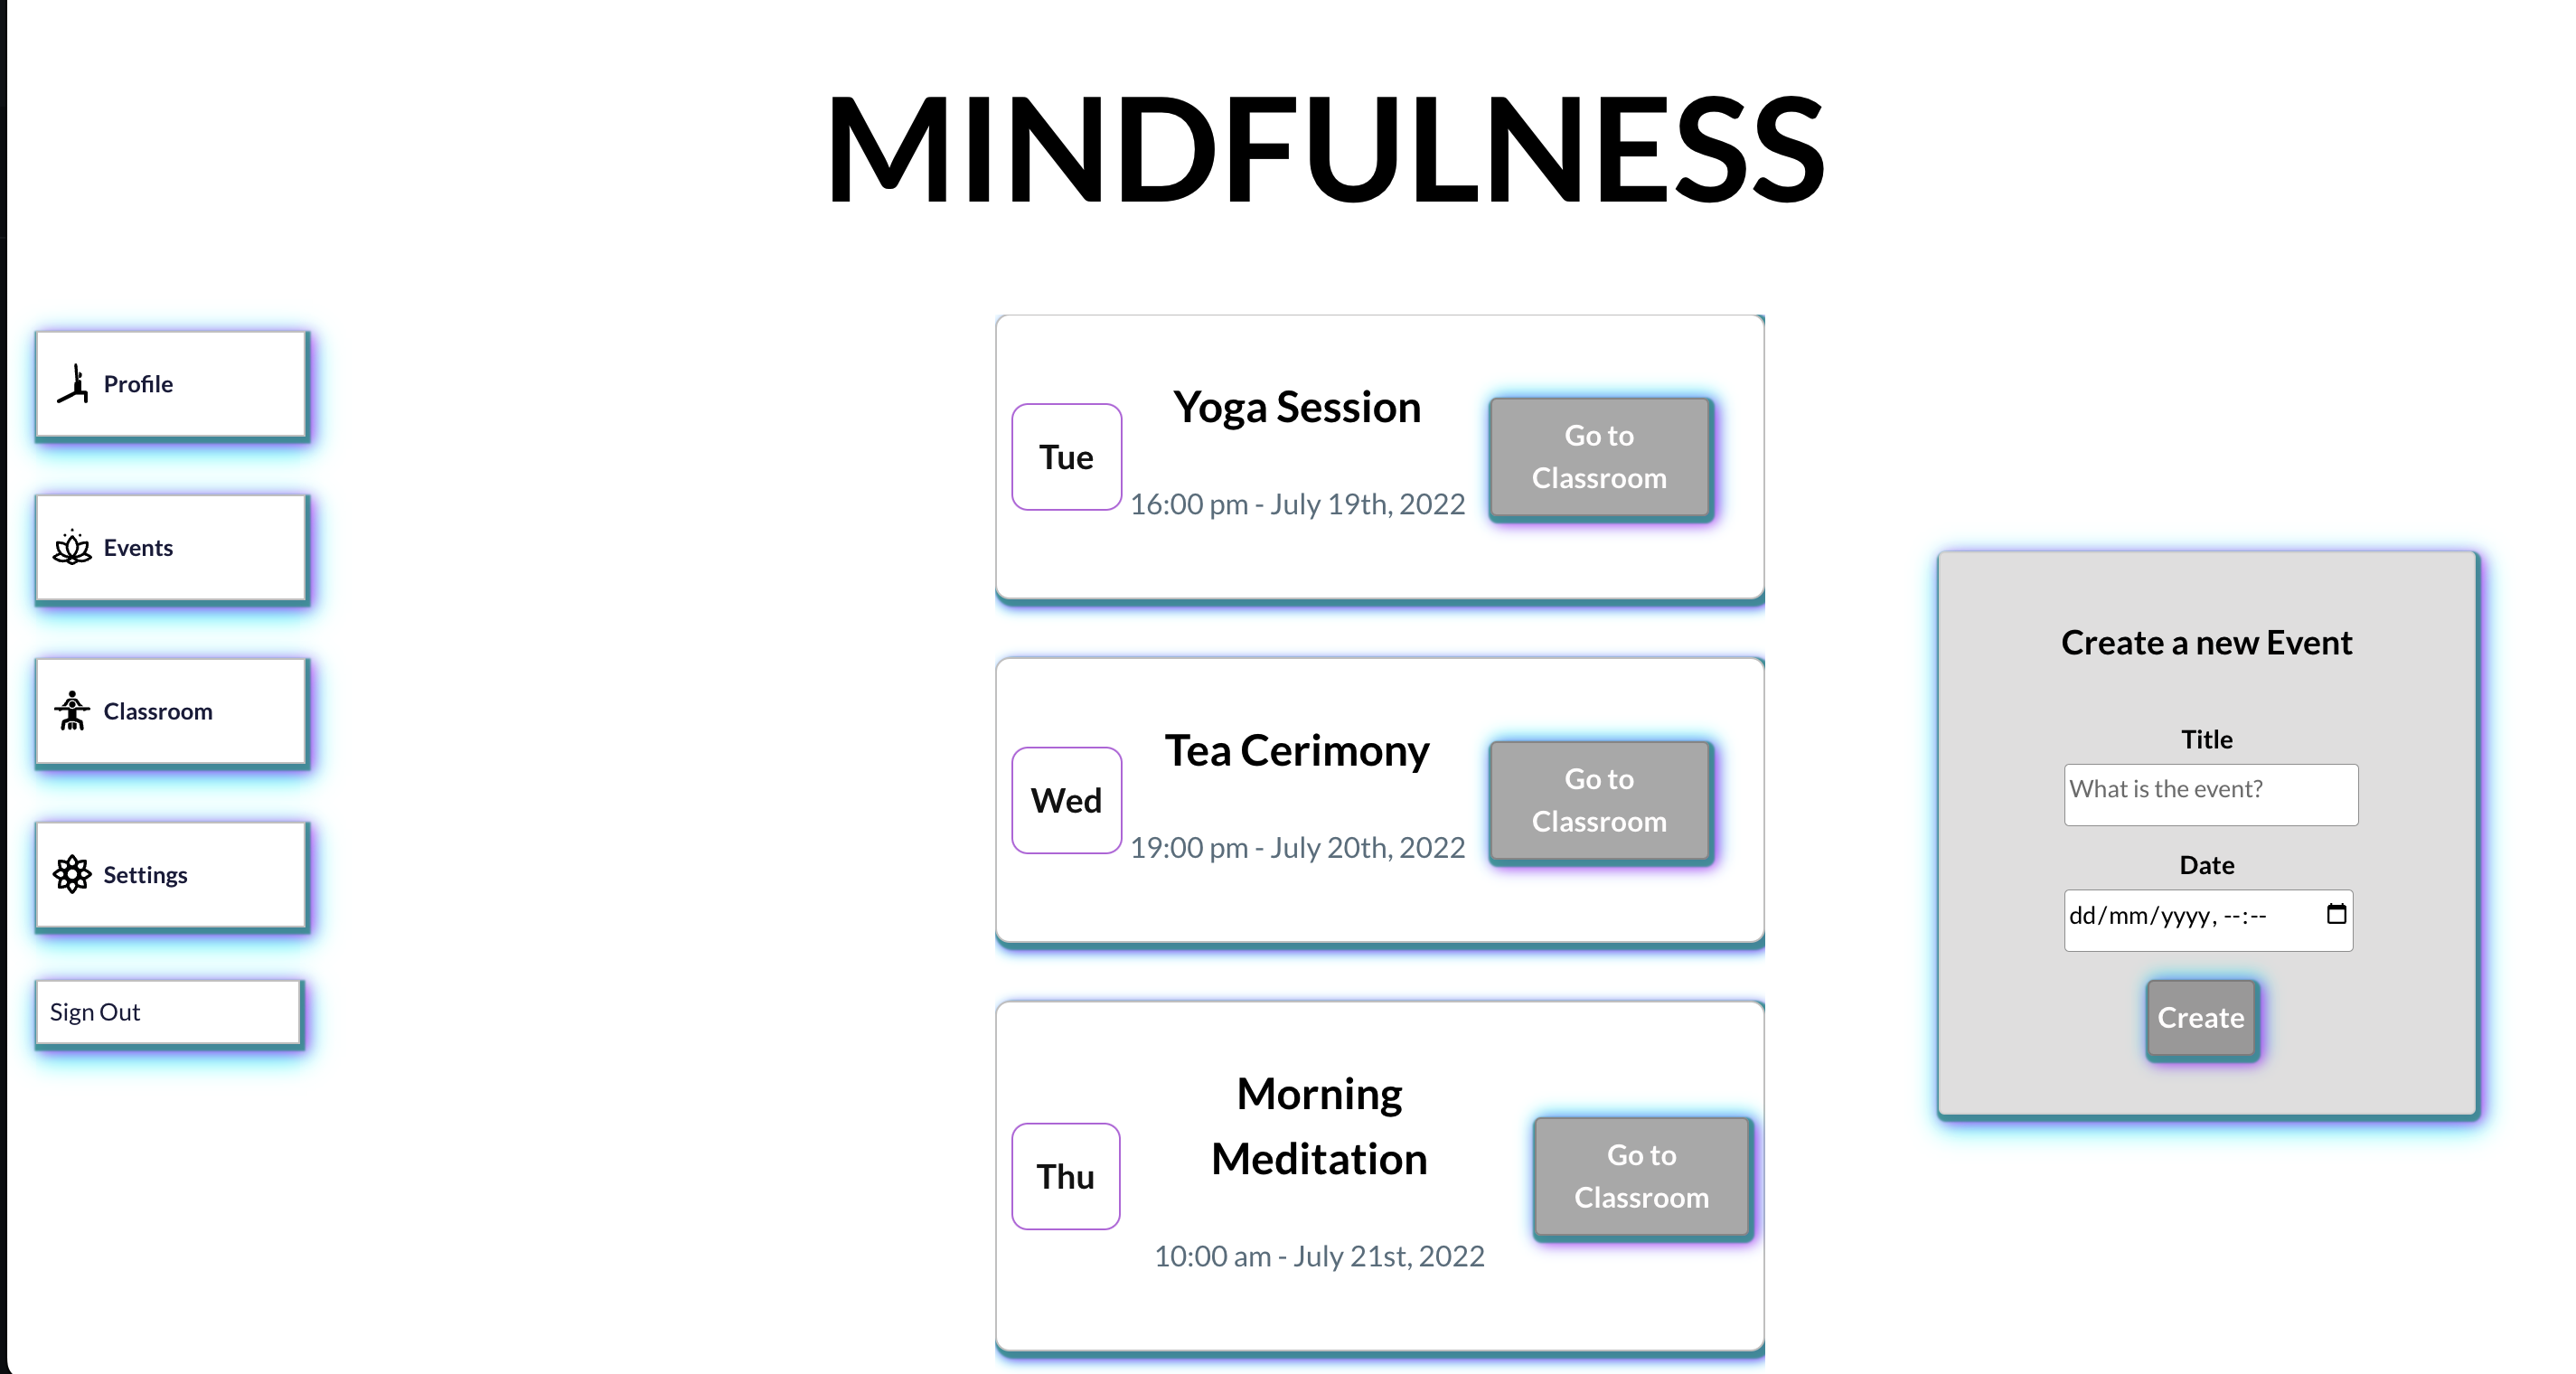 MINDFULNESS
Profile
Events
Classroom
Settings
Sign Out
Tue
Yoga Session
16:00 pm - July 19th, 2022
Go to
Classroom
Wed
Tea Cerimony
19:00 pm - July 20th, 2022
Go to
Classroom
Thu
Morning
Meditation
10:00 am - July 21st, 2022
Go to
Classroom
Create a new Event
Title
What is the event?
Date
dd/mm/yyyy, --:--
Create